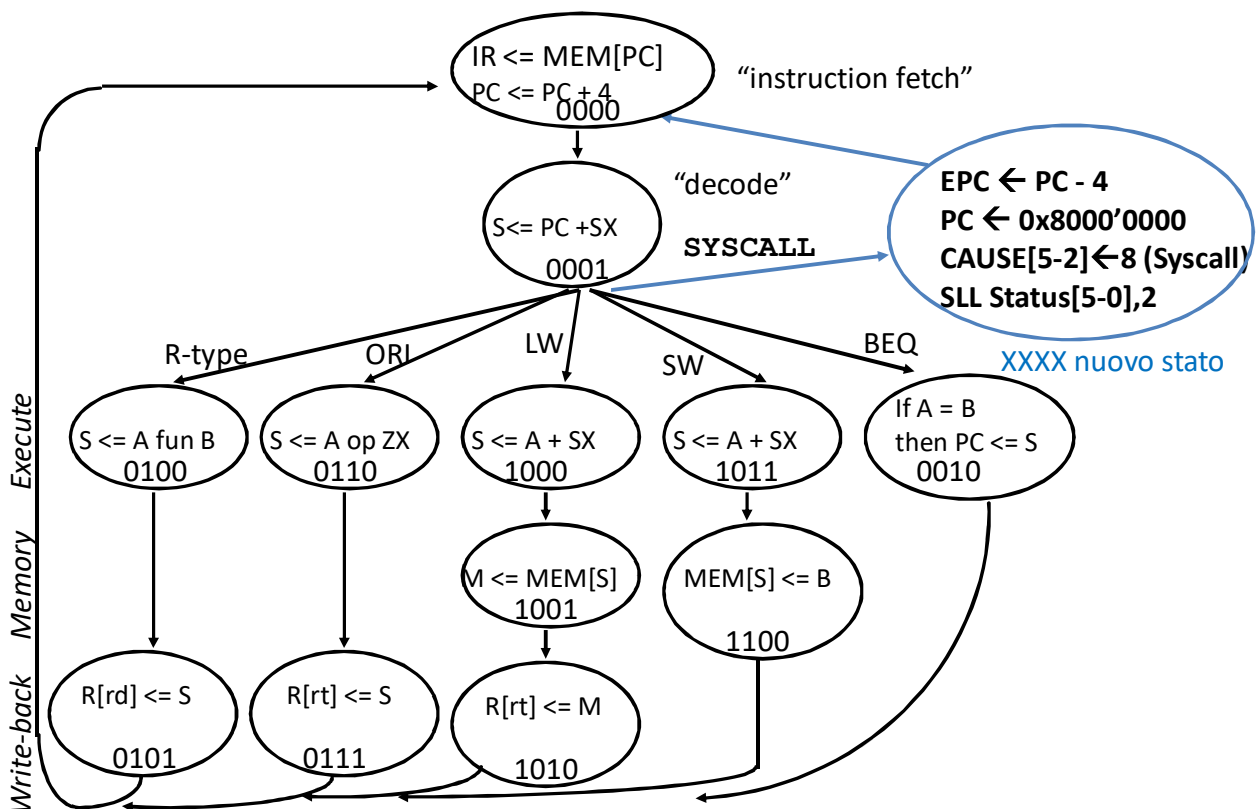 IR <= MEM[PC]
PC <= PC + 4
0000
“instruction fetch”
“decode”
S<= PC +SX
0001
SYSCALL
EPC ← PC - 4
PC ← 0x8000'0000
CAUSE[5-2]←8 (Syscall)
SLL Status[5-0],2
XXXX nuovo stato
R-type
ORI
LW
SW
BEQ
Execute
S <= A fun B
0100
S <= A op ZX
0110
S <= A + SX
1000
S <= A + SX
1011
If A = B
then PC <= S
0010
Memory
M <= MEM[S]
1001
MEM[S] <= B
1100
Write-back
R[rd] <= S
0101
R[rt] <= S
0111
R[rt] <= M
1010